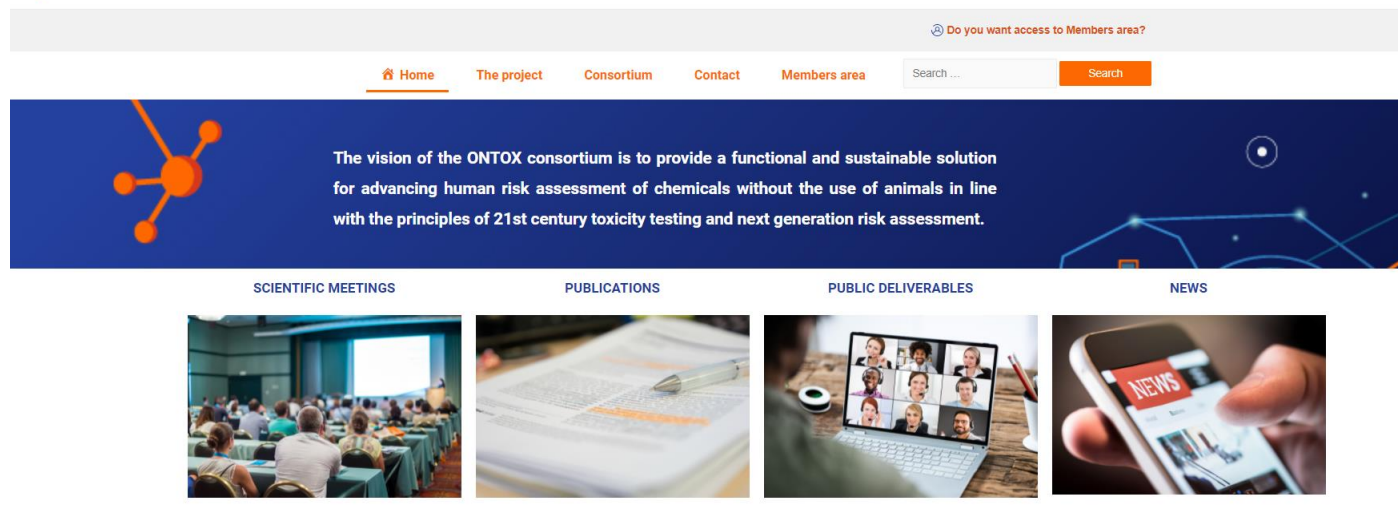 Do you want access to Members area?
Home The project Consortium Contact Members area Search ... Search
The vision of the ONTOX consortium is to provide a functional and sustainable solution
for advancing human risk assessment of chemicals without the use of animals in line
with the principles of 21st century toxicity testing and next generation risk assessment.
SCIENTIFIC MEETINGS PUBLICATIONS PUBLIC DELIVERABLES NEWS
NEWS